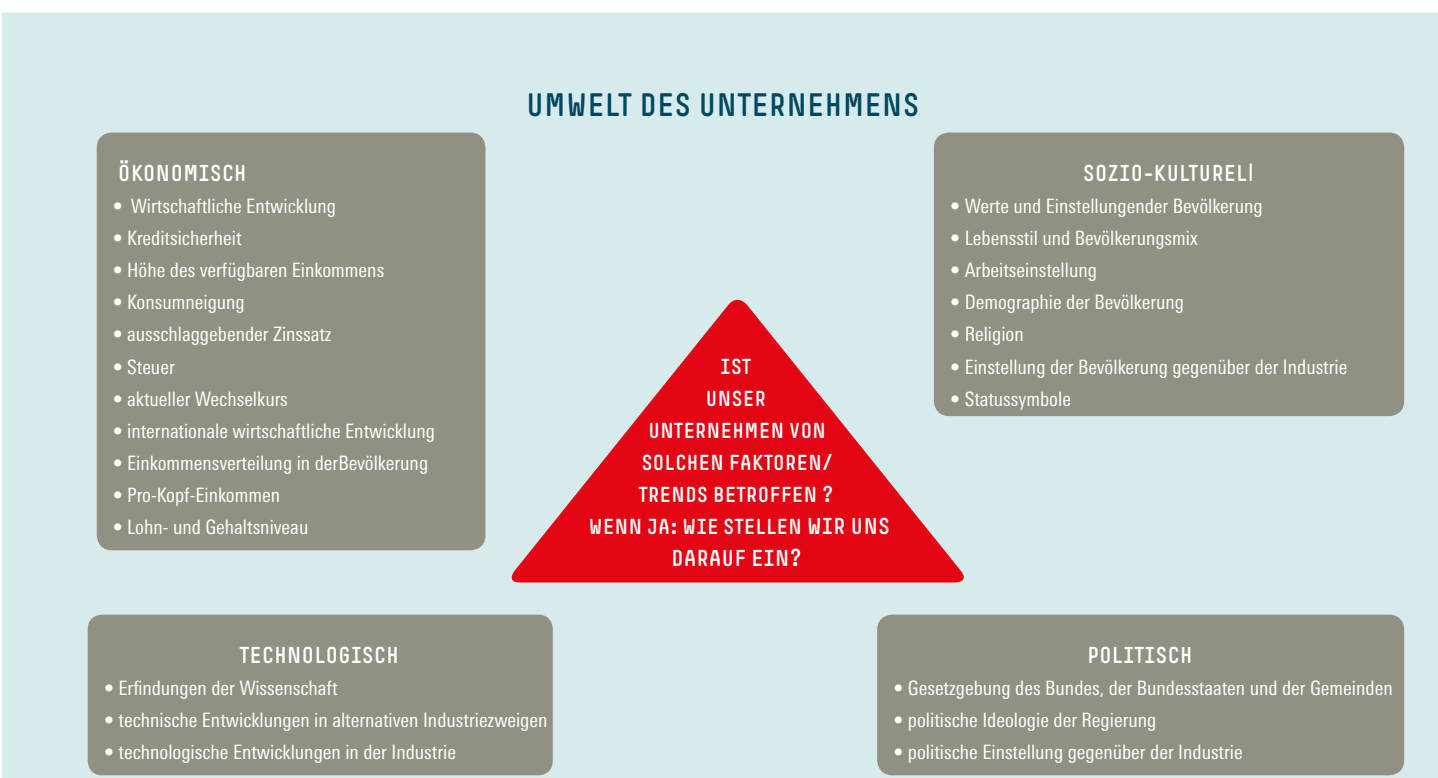 UMWELT DES UNTERNEHMENS
ÖKONOMISCH
• Wirtschaftliche Entwicklung
• Kreditsicherheit
• Höhe des verfügbaren Einkommens
• Konsumneigung
• ausschlaggebender Zinssatz
• Steuer
• aktueller Wechselkurs
• internationale wirtschaftliche Entwicklung
• Einkommensverteilung in derBevölkerung
• Pro-Kopf-Einkommen
• Lohn- und Gehaltsniveau
SOZIO-KULTURELl
• Werte und Einstellungender Bevölkerung
• Lebensstil und Bevölkerungsmix
• Arbeitseinstellung
• Demographie der Bevölkerung
• Religion
• Einstellung der Bevölkerung gegenüber der Industrie
• Statussymbole
IST
UNSER
UNTERNEHMEN VON
SOLCHEN FAKTOREN/
TRENDS BETROFFEN ?
WENN JA: WIE STELLEN WIR UNS
DARAUF EIN?
TECHNOLOGISCH
• Erfindungen der Wissenschaft
• technische Entwicklungen in alternativen Industriezweigen
• technologische Entwicklungen in der Industrie
POLITISCH
• Gesetzgebung des Bundes, der Bundesstaaten und der Gemeinden
• politische Ideologie der Regierung
• politische Einstellung gegenüber der Industrie